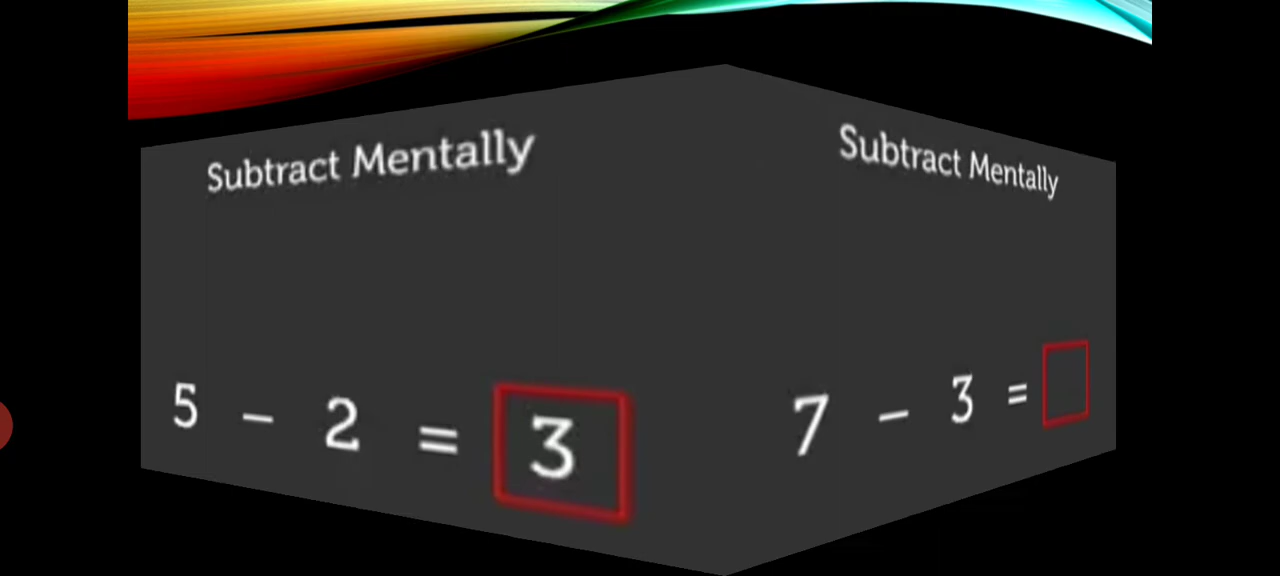 Subtract Mentally
5 – 2 = 3
Subtract Mentally
7 – 3 =